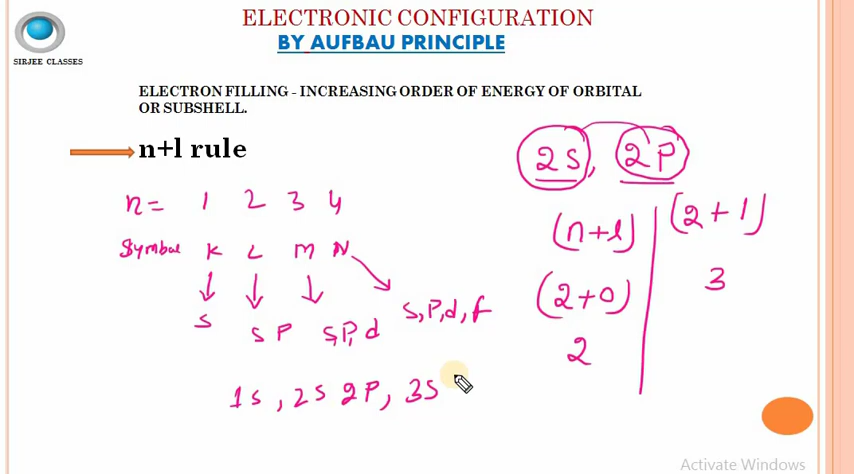 ELECTRONIC CONFIGURATION
BY AUFBAU PRINCIPLE
SIRJEE CLASSES
ELECTRON FILLING - INCREASING ORDER OF ENERGY OF ORBITAL
OR SUBSHELL.
n+l rule
2s, 2P
n = 1 2 3 4
Symbol K L M N
s
s P
s,P,d
s,P,d,f
1s, 2s 2P, 3s
(n+l)
(2+0)
2
(2+1)
3
Activate Windows